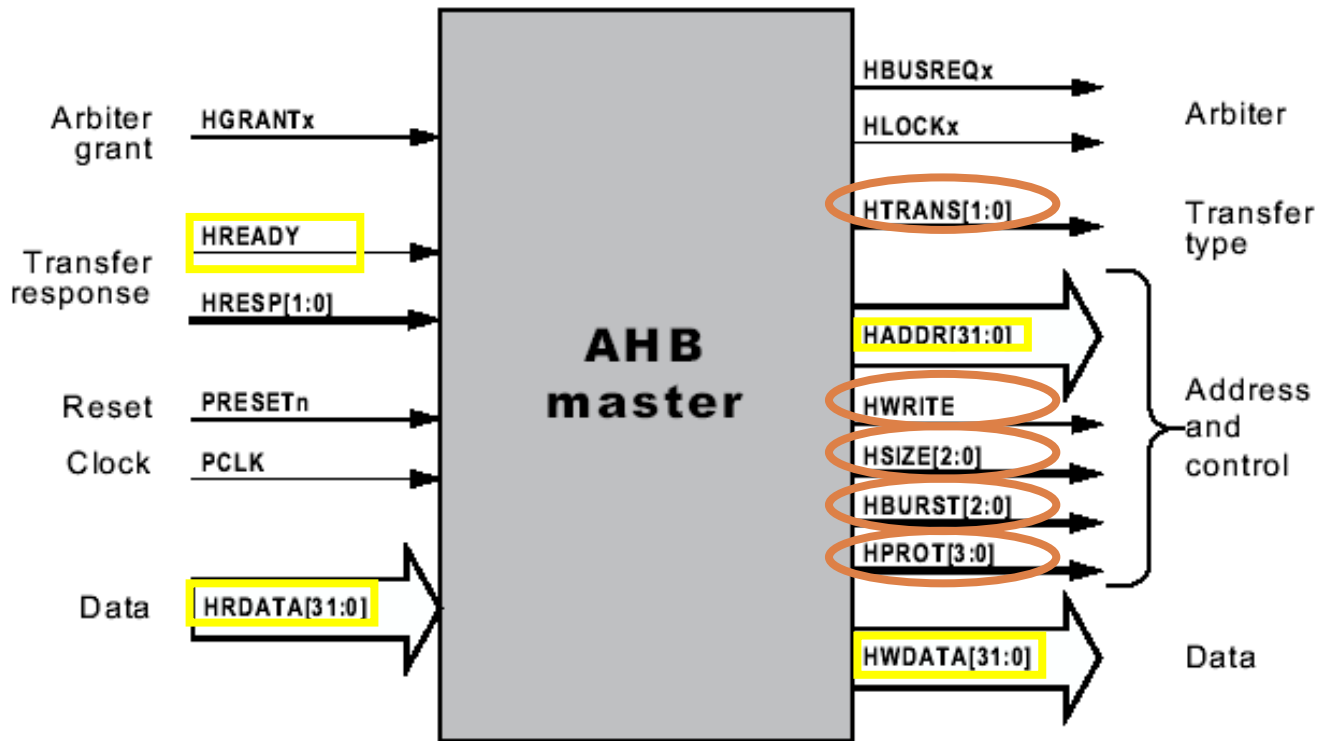 Arbiter
grant
HGRANTx
Transfer
response
HREADY
HRESP[1:0]
Reset
PRESETn
Clock
PCLK
Data
HRDATA[31:0]
AHB
master
HBUSREQx
HLOCKx
Arbiter
HTRANS[1:0]
Transfer
type
HADDR[31:0]
HWRITE
HSIZE[2:0]
HBURST[2:0]
HPROT[3:0]
Address
and
control
HWDATA[31:0]
Data